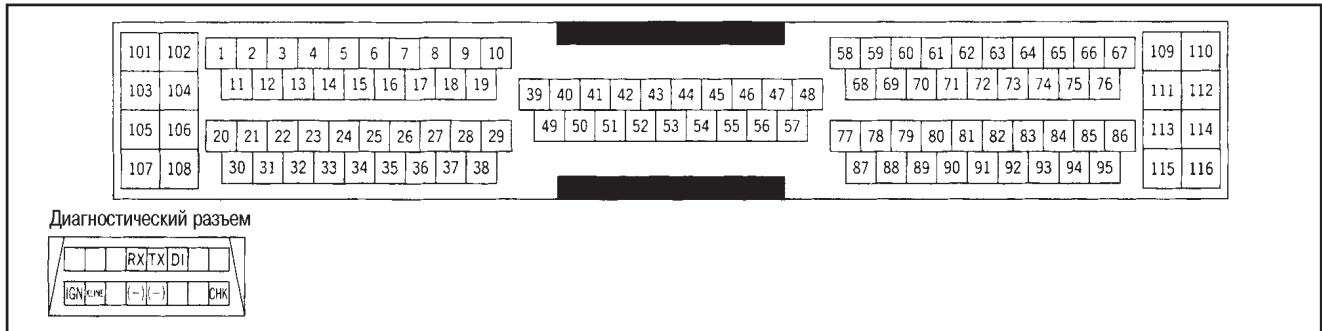 101 102 1 2 3 4 5 6 7 8 9 10 58 59 60 61 62 63 64 65 66 67 109 110
103 104 11 12 13 14 15 16 17 18 19 39 40 41 42 43 44 45 46 47 48 68 69 70 71 72 73 74 75 76 111 112
105 106 20 21 22 23 24 25 26 27 28 29 49 50 51 52 53 54 55 56 57 77 78 79 80 81 82 83 84 85 86 113 114
107 108 30 31 32 33 34 35 36 37 38 87 88 89 90 91 92 93 94 95 115 116
Диагностический разъем
RX TX DI
IGN (-) (-) CHK